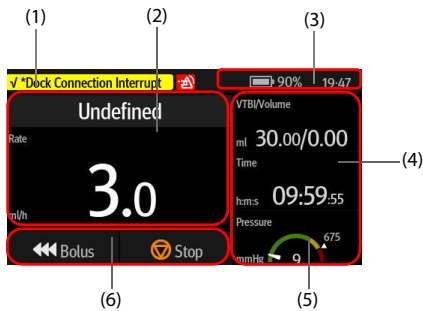 (1) (2) (3)
√ *Dock Connection Interrupt 90% 19:47
Undefined
Rate
3.0
ml/h
Bolus Stop
VTBI/Volume
ml 30.00/0.00
Time
h:m:s 09:59:55
Pressure
675
mmHg 9
(4)
(6) (5)